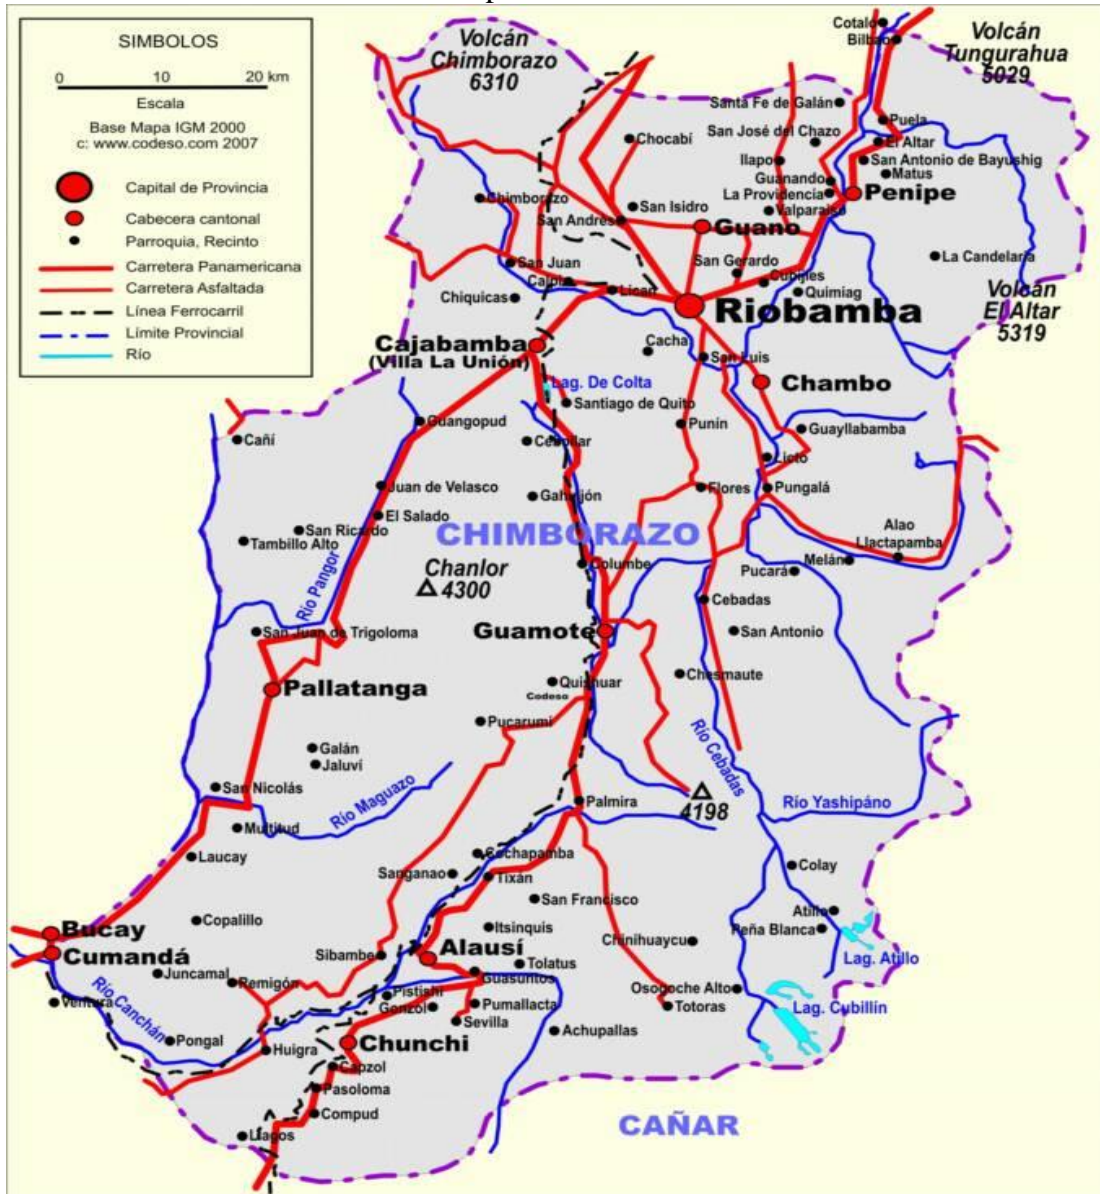 SIMBOLOS
0 10 20 km
Escala
Base Mapa IGM 2000
c: www.codeso.com 2007
Capital de Provincia
Cabecera cantonal
Parroquia, Recinto
Carretera Panamericana
Carretera Asfaltada
Línea Ferrocarril
Límite Provincial
Río
Volcán
Chimborazo
6310
Cotaló
Bilbao
Volcán
Tungurahua
5029
Santa Fe de Galán
Puela
Chocabí
San José del Chazo
El Altar
Ilapo
San Antonio de Bayushig
Guanando
Matus
Chimborazo
La Providencia
Penipe
San Isidro
Valparaiso
San Andres
Guano
San Juan
San Gerardo
La Candelaria
Calpi
Lican
Cubijies
Chiquicas
Quimiag
Volcán
El Altar
5319
Riobamba
Cajabamba
(Villa La Unión)
Cacha
San Luis
Lag. De Colta
Chambo
Santiago de Quito
Guangopud
Punín
Guayllabamba
Cañí
Cecpilar
Licto
Juan de Velasco
Gahuijón
Flores
Pungalá
El Salado
San Ricardo
CHIMBORAZO
Alao
Llactapamba
Tambillo Alto
Río Pangor
Chanlor
4300
Columbe
Melán
Pucará
Cebadas
San Juan de Trigoloma
Guamote
San Antonio
Pallatanga
Quishuar
Chesmaute
Codeso
Pucarumi
Río Cebadas
Galán
Jaluví
San Nicolás
Río Maguazo
Palmira
4198
Río Yashipáno
Multitud
Laucay
Cochapamba
Sanganao
Tixán
Colay
San Francisco
Copalillo
Atillo
Bucay
Itsinquis
Peña Blanca
Chinihuaycu
Cumandá
Sibambe
Alausí
Lag. Atillo
Tolatus
Juncamal
Remigón
Guasuntos
Osogoche Alto
Ventura
Río Canchán
Pistishi
Gonzol
Pumallacta
Totoras
Lag. Cubillín
Sevilla
Achupallas
Pongal
Huigra
Chunchi
Capzol
Pasoloma
Compud
Llagos
CAÑAR